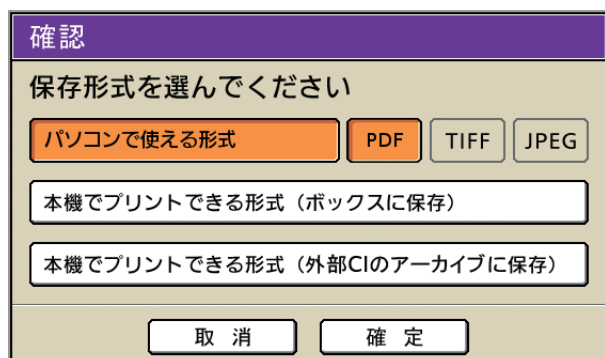 確認
保存形式を選んでください
パソコンで使える形式 PDF TIFF JPEG
本機でプリントできる形式（ボックスに保存）
本機でプリントできる形式（外部CIのアーカイブに保存）
取 消 確 定